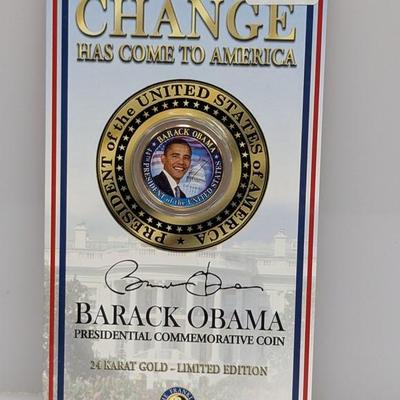 CHANGE
HAS COME TO AMERICA
PRESIDENT of the UNITED STATES of AMERICA
BARACK OBAMA
44TH PRESIDENT of the UNITED STATES
BARACK OBAMA
PRESIDENTIAL COMMEMORATIVE COIN
24 KARAT GOLD - LIMITED EDITION